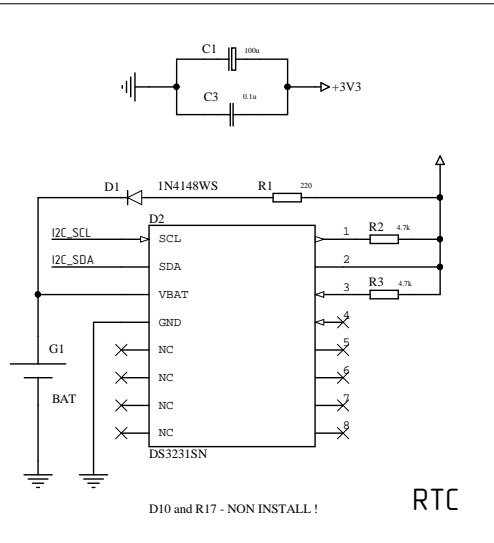 C1 100u
C3 0.1u
+3V3
D1 1N4148WS R1 220
D2
I2C_SCL SCL 1 R2 4.7k
I2C_SDA SDA 2
VBAT 3 R3 4.7k
GND 4
NC 5
G1
NC 6
BAT
NC 7
NC 8
DS3231SN
D10 and R17 - NON INSTALL !
RTC